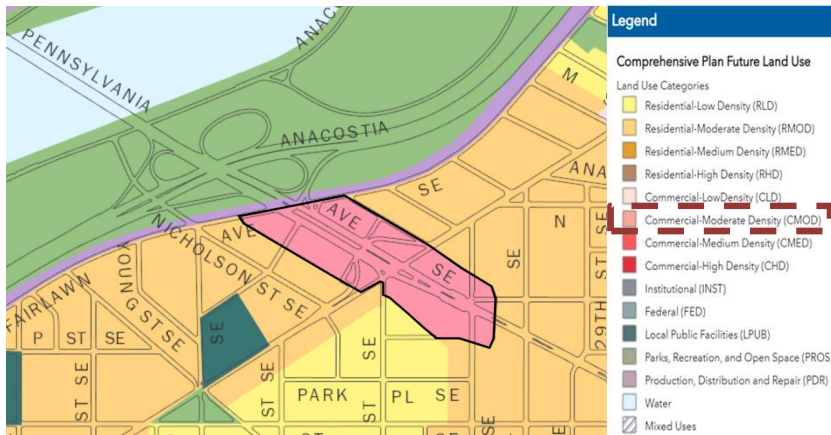 PENNSYLVANIA
ANAC
ANACOSTIA
M
S
ANA
SE
AVE
N
SE
SE
29TH ST SE
NICHOLSON ST SE
AVE
YOUNG ST SE
FAIRLAWN
P ST SE
SE
ST SE
ST SE
SE
ST
PARK PL SE
SE
SE
ST
Legend
Comprehensive Plan Future Land Use
Land Use Categories
Residential-Low Density (RLD)
Residential-Moderate Density (RMOD)
Residential-Medium Density (RMED)
Residential-High Density (RHD)
Commercial-LowDensity (CLD)
Commercial-Moderate Density (CMOD)
Commercial-Medium Density (CMED)
Commercial-High Density (CHD)
Institutional (INST)
Federal (FED)
Local Public Facilities (LPUB)
Parks, Recreation, and Open Space (PROS
Production, Distribution and Repair (PDR)
Water
Mixed Uses